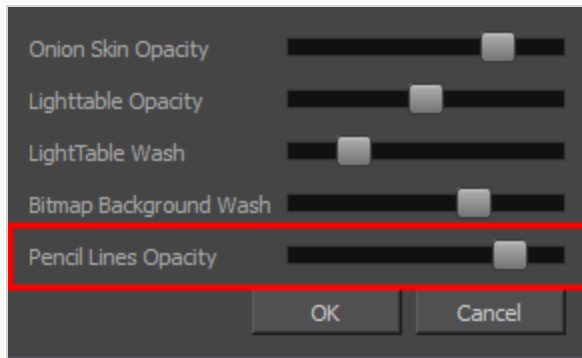 Onion Skin Opacity
Lighttable Opacity
LightTable Wash
Bitmap Background Wash
Pencil Lines Opacity
OK Cancel